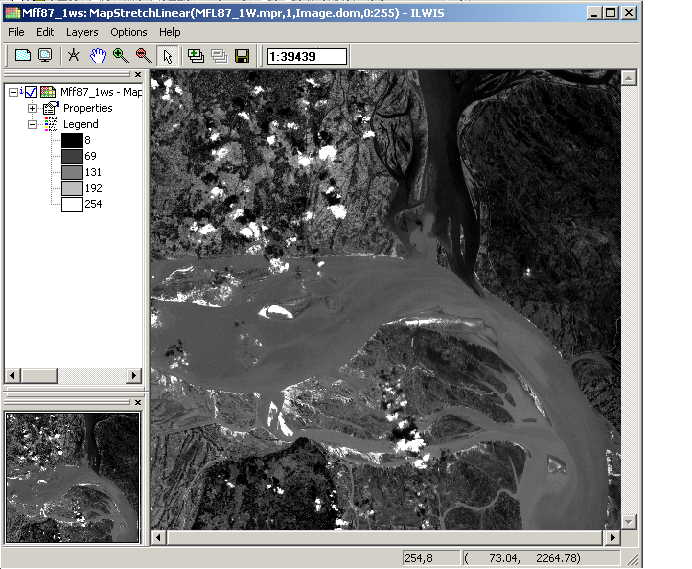 Mff87_1ws: MapStretchLinear(MFL87_1W.mpr,1,Image.dom,0:255) - ILWIS
File Edit Layers Options Help
1:39439
Mff87_1ws - Map
Properties
Legend
8
69
131
192
254
254,8 ( 73.04, 2264.78)